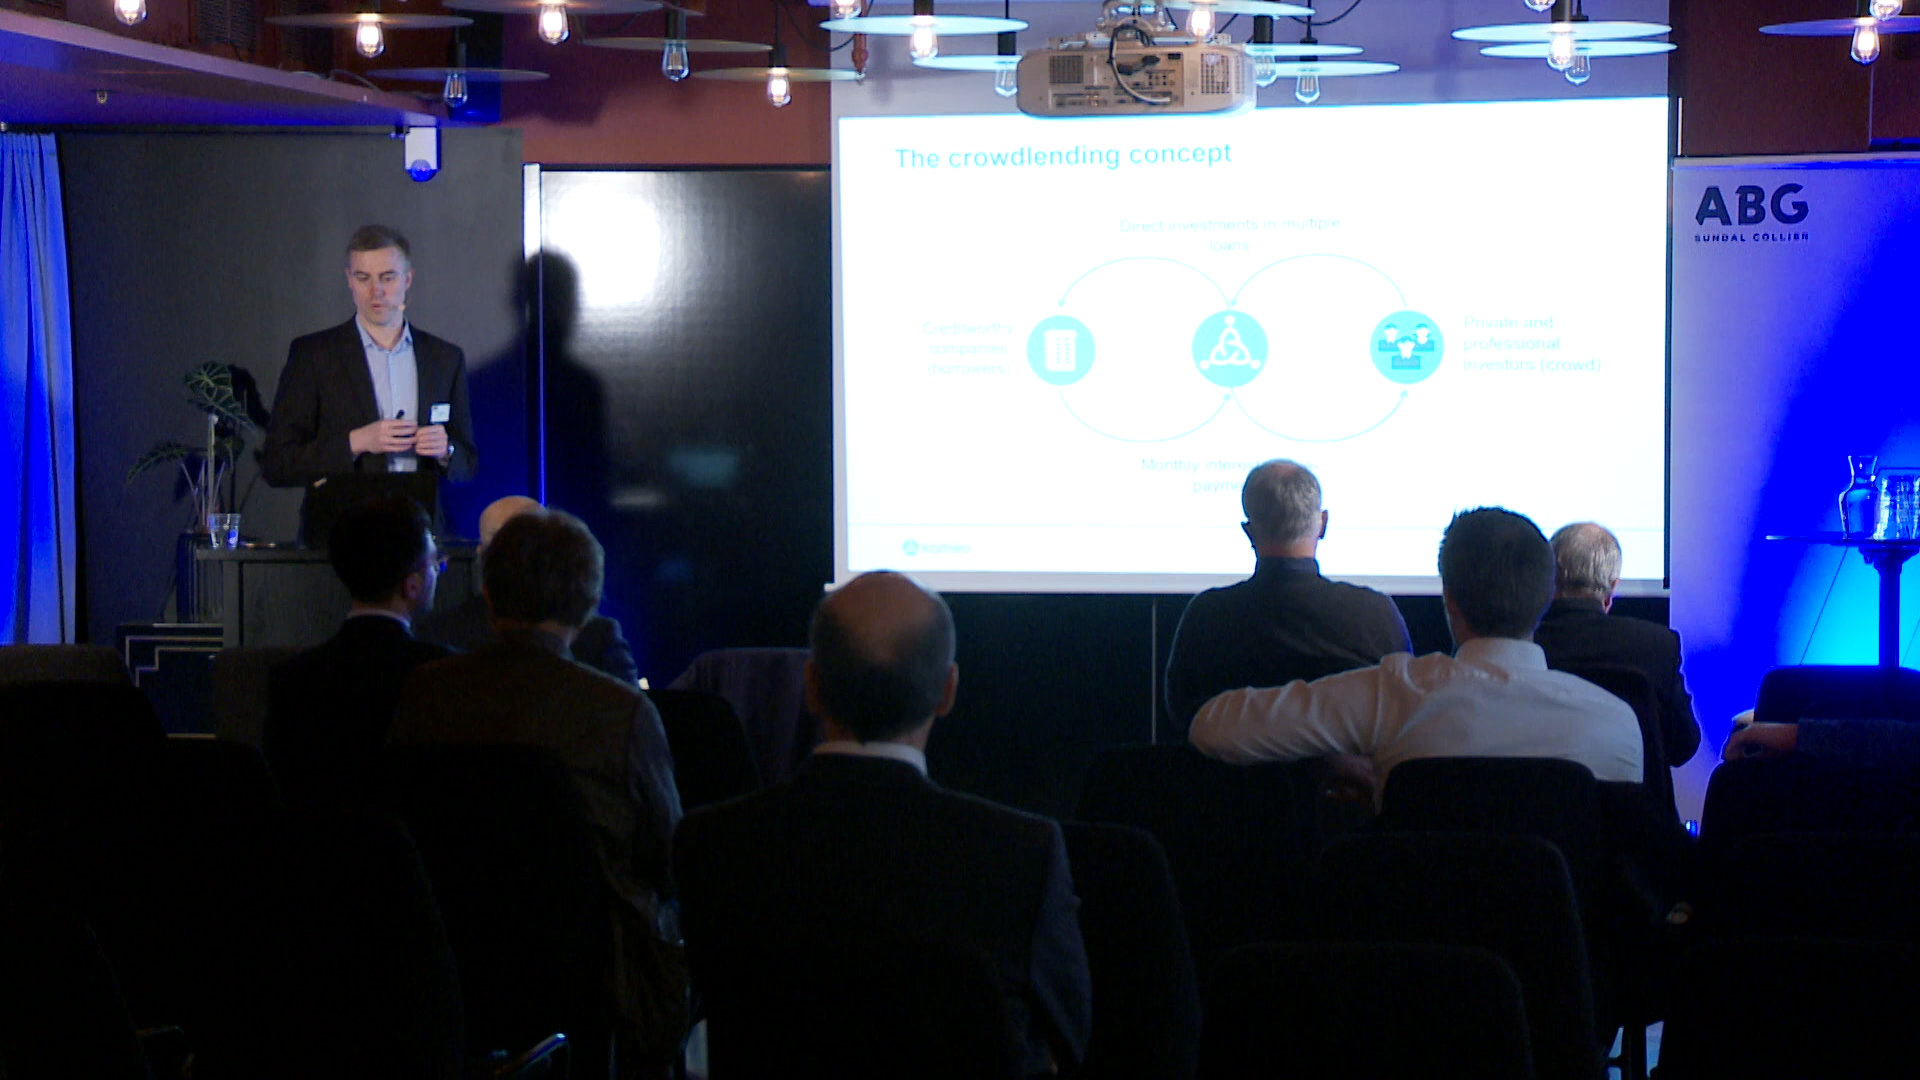 The crowdlending concept
Direct investments in multiple
loans
Creditworthy
companies
(borrowers)
Private and
professional
investors (crowd)
Monthly
ABG
SUNDAL COLLIER